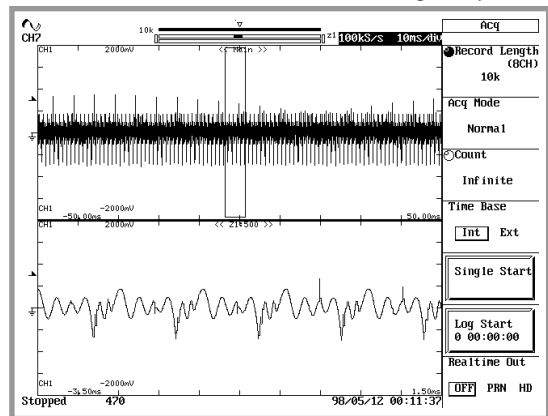 10k
z1 100kS/s 10ms/div
CH7
CH1 2000mV << Main >>
CH1 -2000mV
-50.00ms 50.00ms
CH1 2000mV << Z1:500 >>
CH1 -2000mV
-3.50ms 1.50ms
Stopped 470 98/05/12 00:11:37
Acq
Record Length
(8CH)
10k
Acq Mode
Normal
Count
Infinite
Time Base
Int Ext
Single Start
Log Start
0 00:00:00
Realtime Out
OFF PRN HD